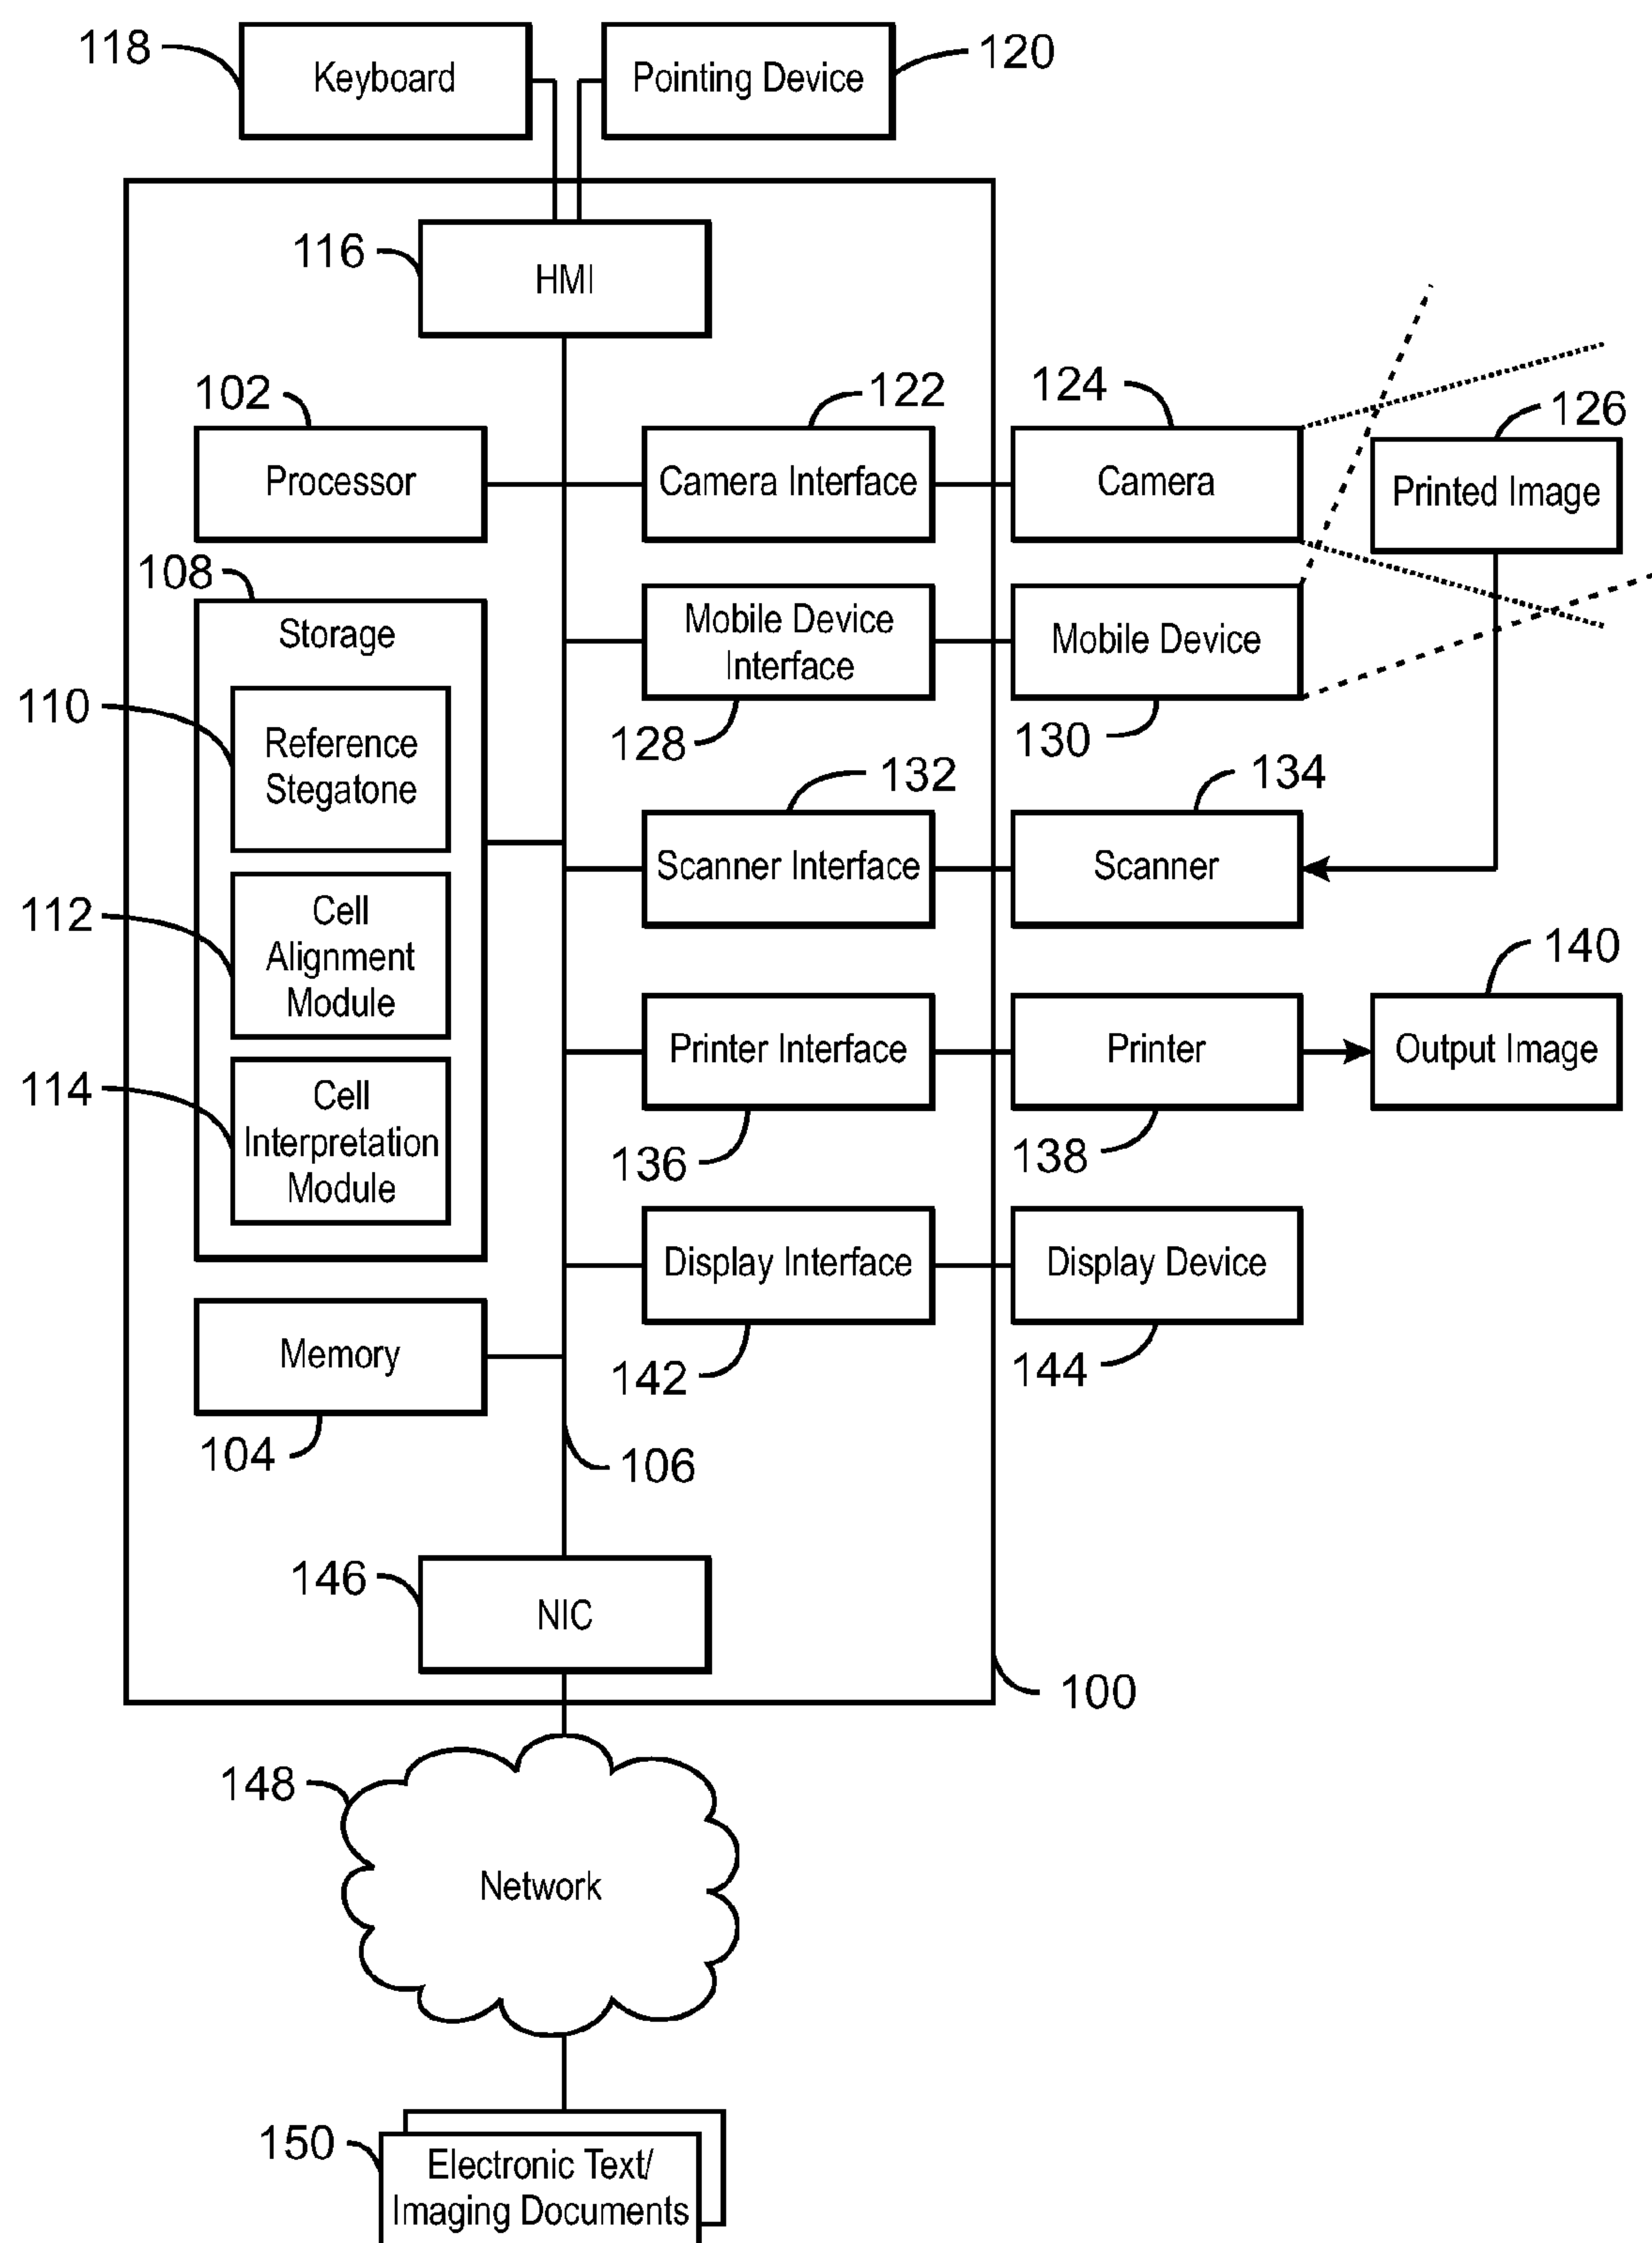 118
Keyboard
Pointing Device
120
116
HMI
102
122
124
126
Processor
Camera Interface
Camera
Printed Image
108
Storage
Mobile Device
Interface
Mobile Device
110
128
130
Reference
Stegatone
132
134
Scanner Interface
Scanner
112
Cell
Alignment
Module
140
Printer Interface
Printer
Output Image
114
Cell
Interpretation
Module
136
138
Display Interface
Display Device
Memory
142
144
104
106
146
NIC
100
148
Network
150
Electronic Text/
Imaging Documents